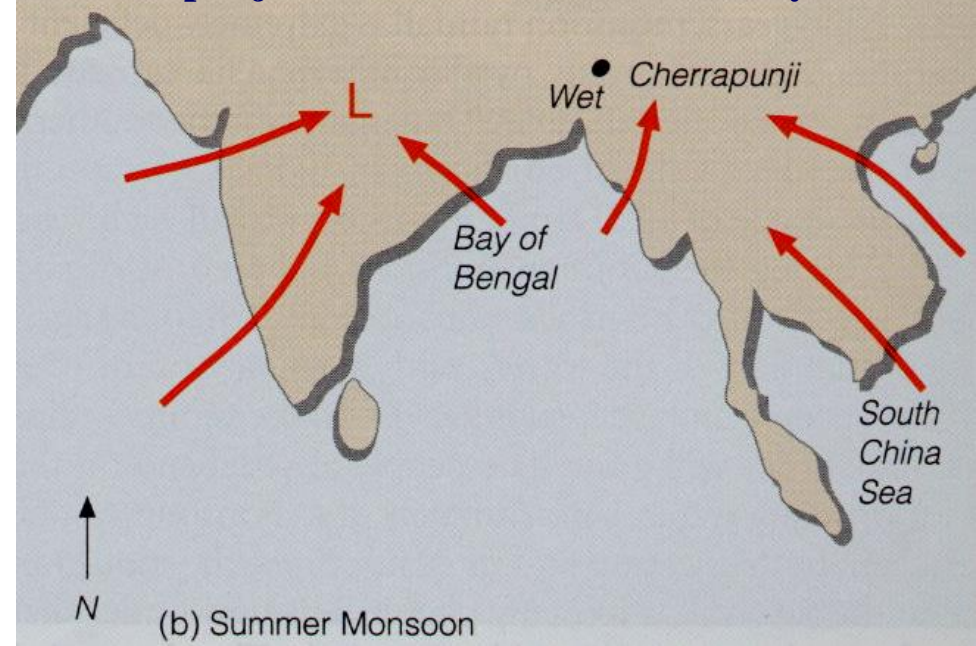 L
Wet
Cherrapunji
Bay of
Bengal
South
China
Sea
N
(b) Summer Monsoon